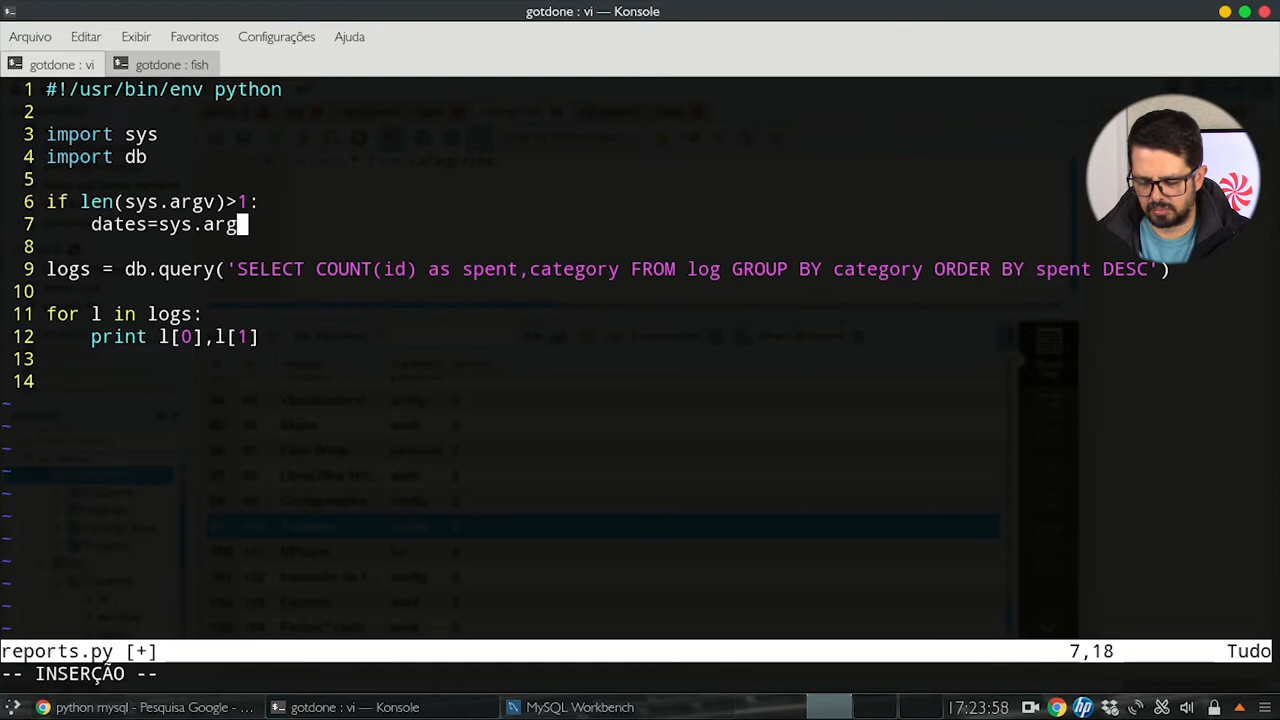 gotdone : vi — Konsole
Arquivo Editar Exibir Favoritos Configurações Ajuda
gotdone : vi gotdone : fish
1 #!/usr/bin/env python
2
3 import sys
4 import db
5
6 if len(sys.argv)>1:
7 dates=sys.arg
8
9 logs = db.query('SELECT COUNT(id) as spent,category FROM log GROUP BY category ORDER BY spent DESC')
10
11 for l in logs:
12 print l[0],l[1]
13
14
~
~
~
~
~
~
~
~
~
~
~
reports.py [+] 7,18 Tudo
-- INSERÇÃO --
python mysql - Pesquisa Google - ... gotdone : vi — Konsole MySQL Workbench 17:23:58